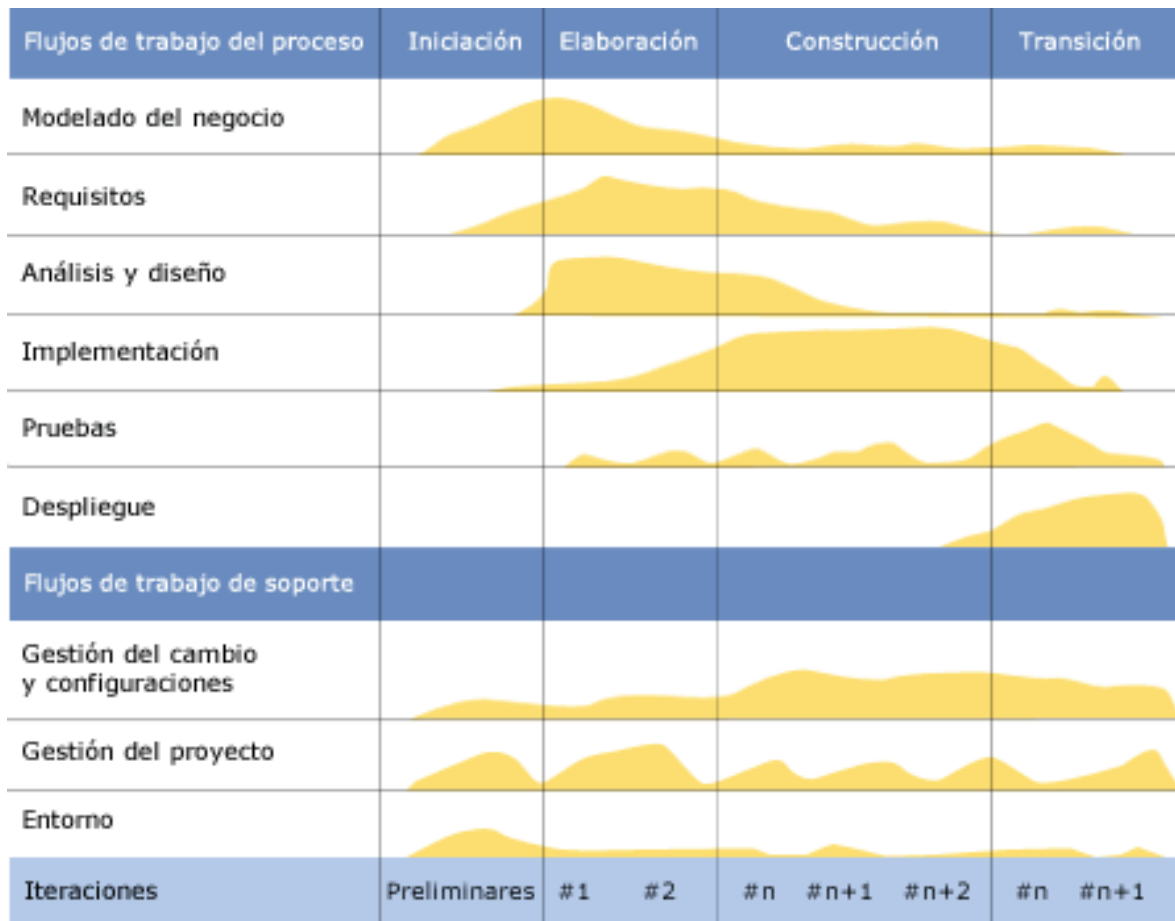 Flujos de trabajo del proceso Iniciación Elaboración Construcción Transición
Modelado del negocio
Requisitos
Análisis y diseño
Implementación
Pruebas
Despliegue
Flujos de trabajo de soporte
Gestión del cambio
y configuraciones
Gestión del proyecto
Entorno
Iteraciones Preliminares #1 #2 #n #n+1 #n+2 #n #n+1